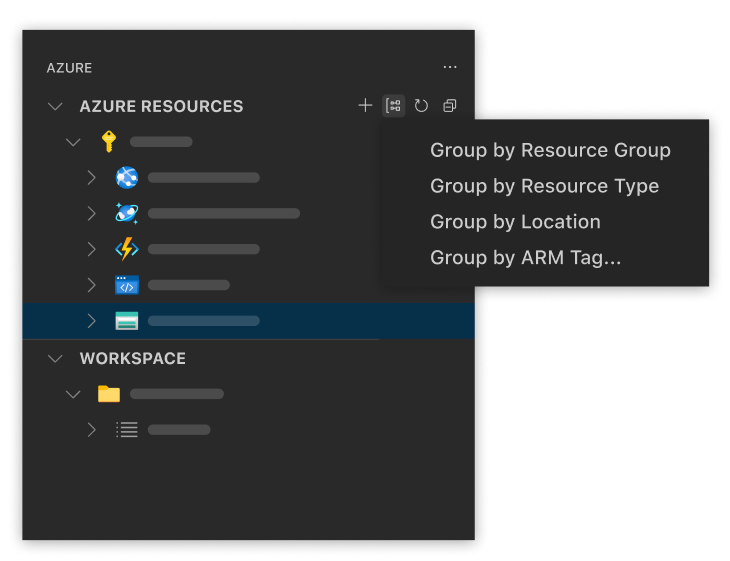 AZURE
AZURE RESOURCES
Group by Resource Group
Group by Resource Type
Group by Location
Group by ARM Tag...
WORKSPACE